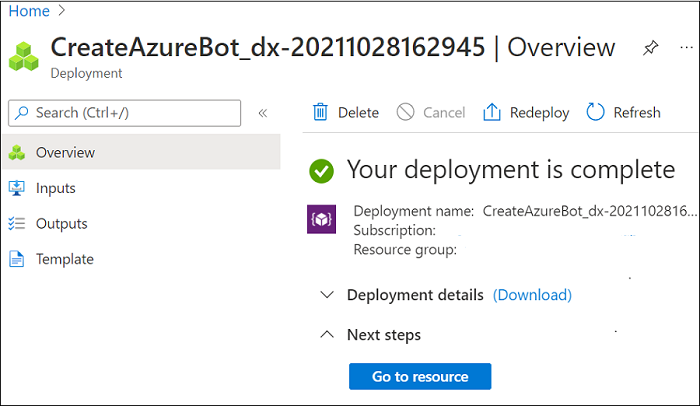 Home
CreateAzureBot_dx-20211028162945 | Overview
Deployment
Search (Ctrl+/)
Overview
Inputs
Outputs
Template
Delete Cancel Redeploy Refresh
Your deployment is complete
Deployment name: CreateAzureBot_dx-2021102816...
Subscription:
Resource group:
Deployment details (Download)
Next steps
Go to resource